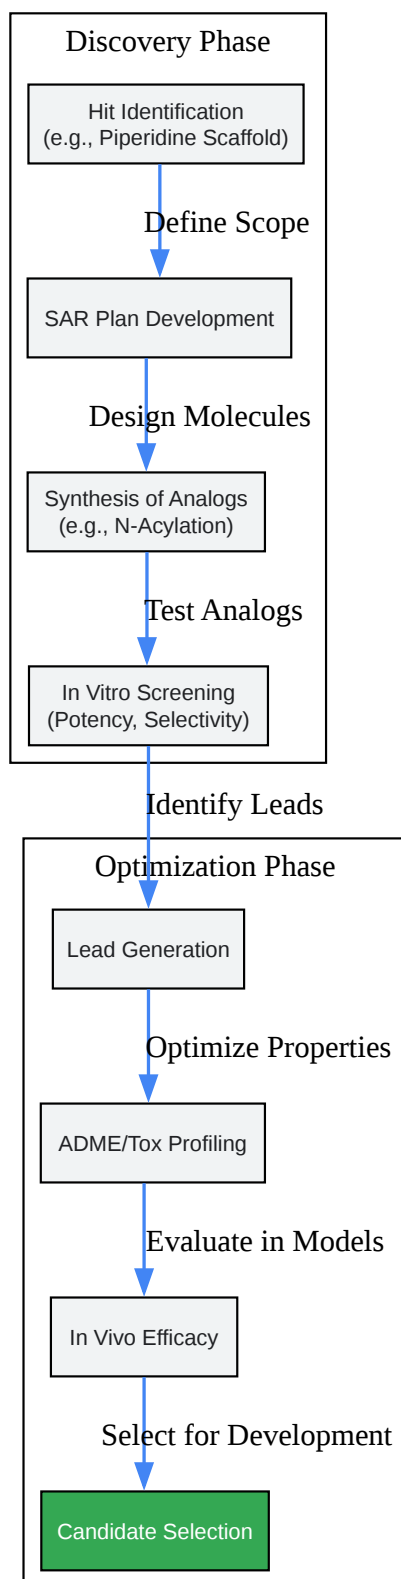 Discovery Phase
Hit Identification
(e.g., Piperidine Scaffold)
Define Scope
SAR Plan Development
Design Molecules
Synthesis of Analogs
(e.g., N-Acylation)
Test Analogs
In Vitro Screening
(Potency, Selectivity)
Identify Leads
Optimization Phase
Lead Generation
Optimize Properties
ADME/Tox Profiling
Evaluate in Models
In Vivo Efficacy
Select for Development
Candidate Selection